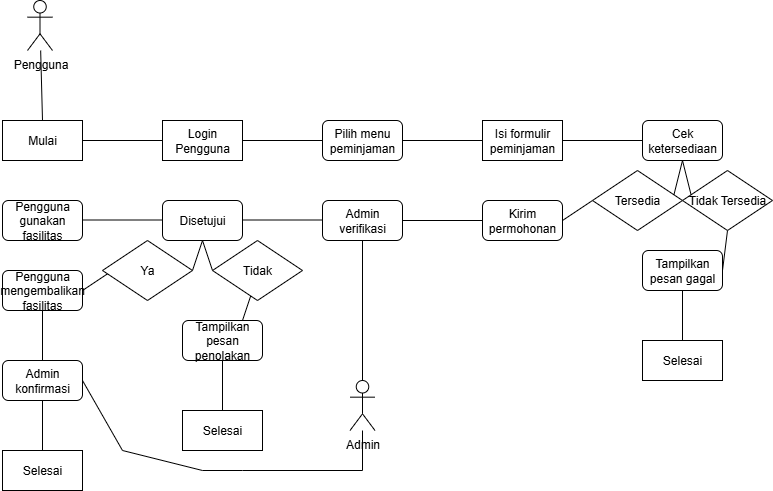 Pengguna
Mulai
Login
Pengguna
Pilih menu
peminjaman
Isi formulir
peminjaman
Cek
ketersediaan
Pengguna
gunakan
fasilitas
Disetujui
Admin
verifikasi
Kirim
permohonan
Tersedia
Tidak Tersedia
Ya
Tidak
Pengguna
mengembalikan
fasilitas
Tampilkan
pesan gagal
Tampilkan
pesan
penolakan
Selesai
Admin
konfirmasi
Selesai
Admin
Selesai